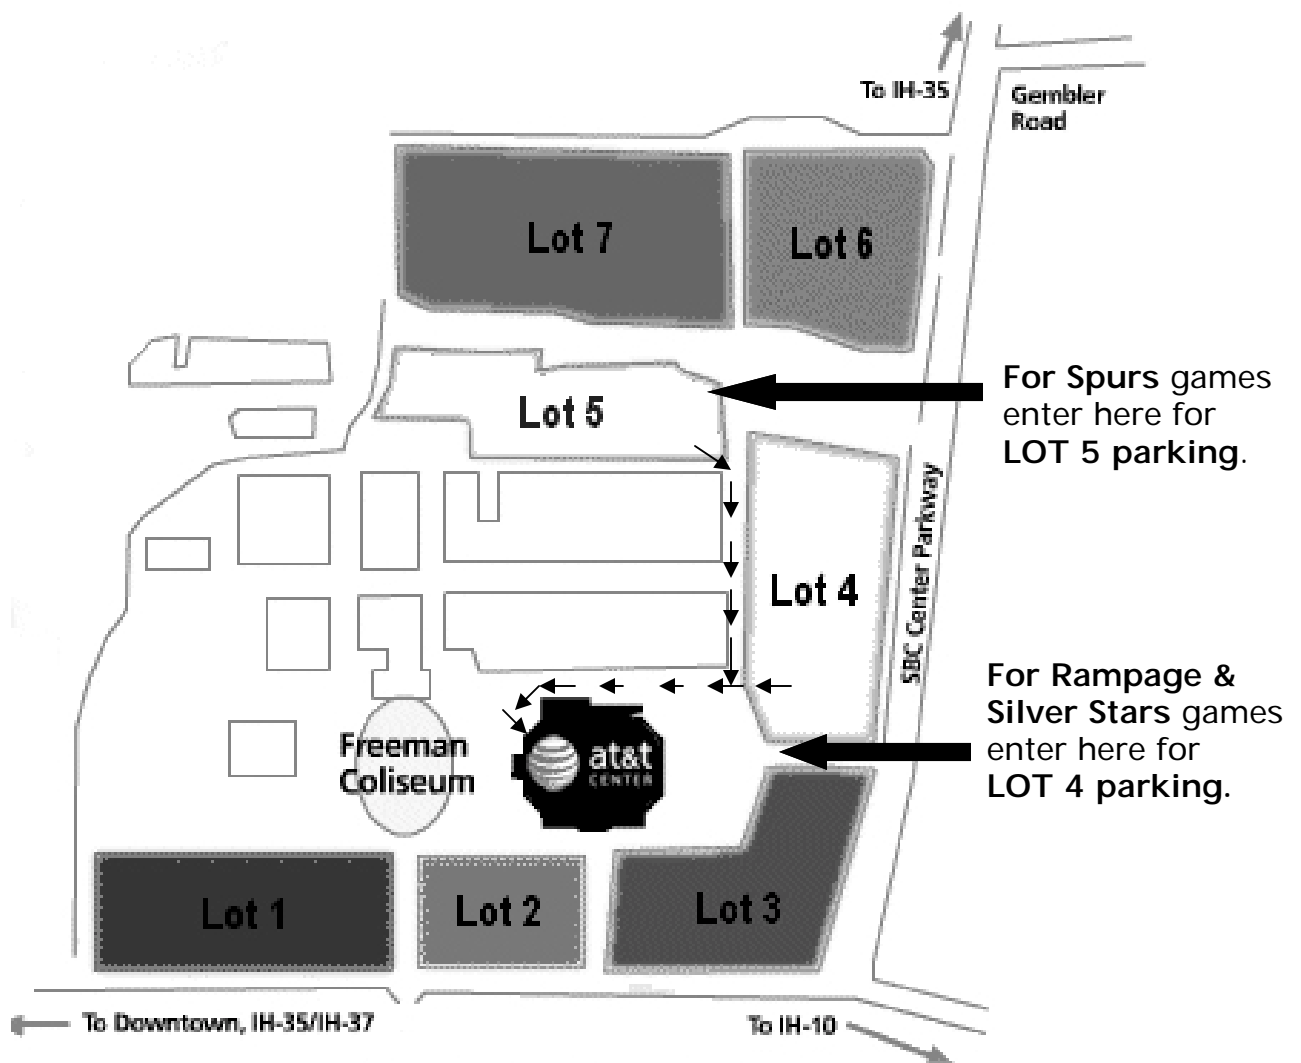 To IH-35
Gembler
Road
Lot 7
Lot 6
For Spurs games
enter here for
LOT 5 parking.
Lot 5
SBC Center Parkway
Lot 4
For Rampage &
Silver Stars games
enter here for
LOT 4 parking.
Freeman
Coliseum
at&t
CENTER
Lot 1
Lot 2
Lot 3
To Downtown, IH-35/IH-37
To IH-10